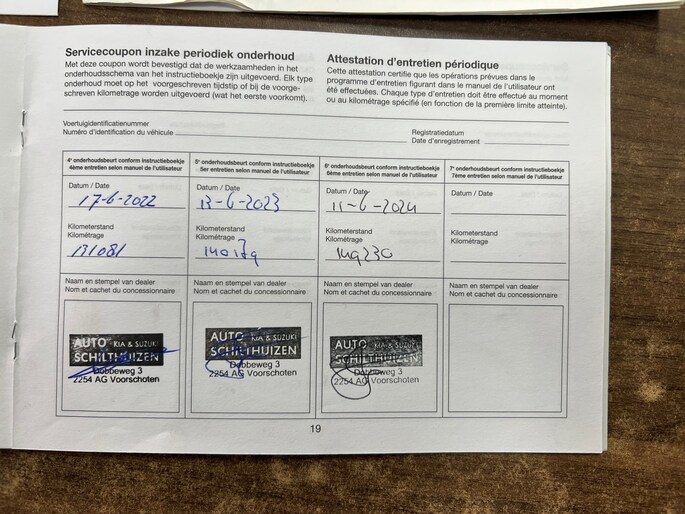 Servicecoupon inzake periodiek onderhoud
Met deze coupon wordt bevestigd dat de werkzaamheden in het
onderhoudsschema van het instructieboekje zijn uitgevoerd. Elk type
onderhoud moet op het voorgeschreven tijdstip of bij de voorge-
schreven kilometrage worden uitgevoerd (wat het eerste voorkomt).
Attestation d'entretien périodique
Cette attestation certifie que les opérations prévues dans le
programme d'entretien figurant dans le manuel de l'utilisateur ont
été effectuées. Chaque type d'entretien doit être effectué au moment
ou au kilométrage spécifié (en fonction de la première limite atteinte).
Voertuigidentificatienummer
Numéro d'identification du véhicule
Registratiedatum
Date d'enregistrement
4e onderhoudsbeurt conform instructieboekje
4ème entretien selon manuel de l'utilisateur
5e onderhoudsbeurt conform instructieboekje
5er entretien selon manuel de l'utilisateur
6e onderhoudsbeurt conform instructieboekje
6ème entretien selon manuel de l'utilisateur
7e onderhoudsbeurt conform instructieboekje
7ème entretien selon manuel de l'utilisateur
Datum / Date
17-6-2022
Datum / Date
13-6-2023
Datum / Date
11-6-2024
Datum / Date
Kilometerstand
Kilométrage
131081
Kilometerstand
Kilométrage
Kilometerstand
Kilométrage
149230
Kilometerstand
Kilométrage
Naam en stempel van dealer
Nom et cachet du concessionnaire
Naam en stempel van dealer
Nom et cachet du concessionnaire
Naam en stempel van dealer
Nom et cachet du concessionnaire
Naam en stempel van dealer
Nom et cachet du concessionnaire
AUTO KIA & SUZUKI
SCHILTHUIZEN
Dobbeweg 3
2254 AG Voorschoten
AUTO KIA & SUZUKI
SCHILTHUIZEN
Dobbeweg 3
2254 AG Voorschoten
AUTO KIA & SUZUKI
SCHILTHUIZEN
Dobbeweg 3
2254 AG Voorschoten
19